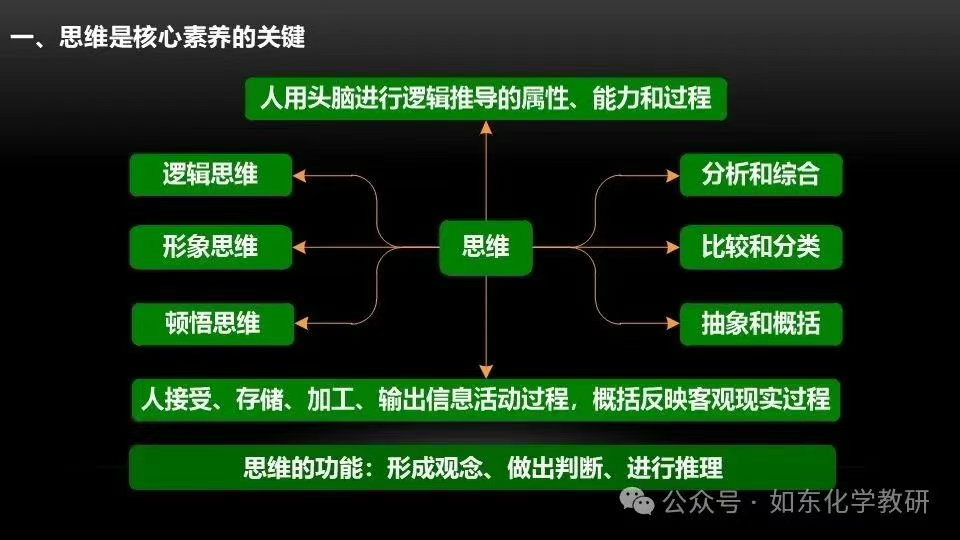 一、思维是核心素养的关键
人用头脑进行逻辑推导的属性、能力和过程
逻辑思维
分析和综合
形象思维
思维
比较和分类
顿悟思维
抽象和概括
人接受、存储、加工、输出信息活动过程，概括反映客观现实过程
思维的功能：形成观念、做出判断、进行推理
公众号·如东化学教研